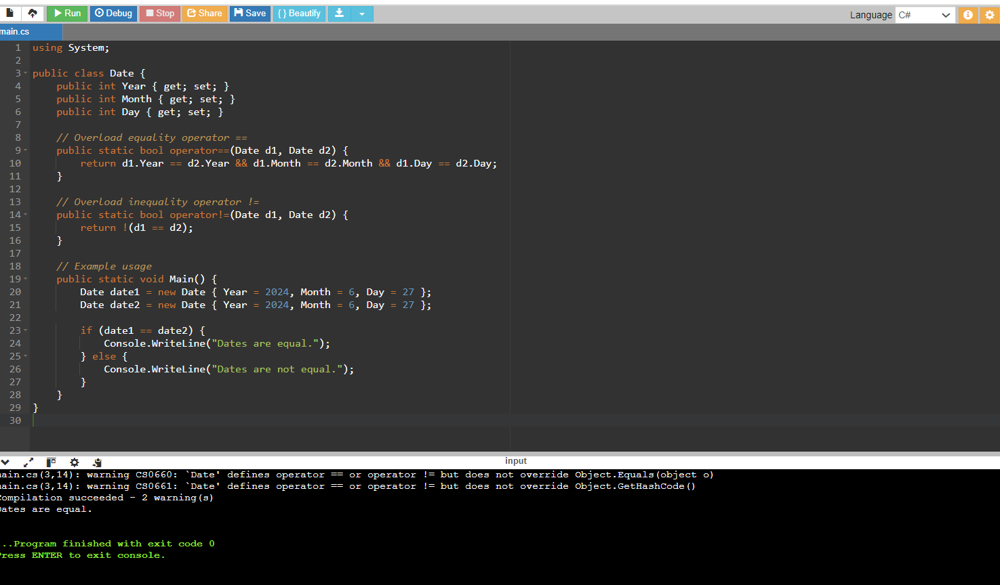 Run Debug Stop Share Save { } Beautify Language C#
main.cs
1 using System;
2
3 public class Date {
4     public int Year { get; set; }
5     public int Month { get; set; }
6     public int Day { get; set; }
7
8     // Overload equality operator ==
9     public static bool operator==(Date d1, Date d2) {
10         return d1.Year == d2.Year && d1.Month == d2.Month && d1.Day == d2.Day;
11     }
12
13     // Overload inequality operator !=
14     public static bool operator!=(Date d1, Date d2) {
15         return !(d1 == d2);
16     }
17
18     // Example usage
19     public static void Main() {
20         Date date1 = new Date { Year = 2024, Month = 6, Day = 27 };
21         Date date2 = new Date { Year = 2024, Month = 6, Day = 27 };
22
23         if (date1 == date2) {
24             Console.WriteLine("Dates are equal.");
25         } else {
26             Console.WriteLine("Dates are not equal.");
27         }
28     }
29 }
30
input
main.cs(3,14): warning CS0660: `Date' defines operator == or operator != but does not override Object.Equals(object o)
main.cs(3,14): warning CS0661: `Date' defines operator == or operator != but does not override Object.GetHashCode()
Compilation succeeded - 2 warning(s)
Dates are equal.
...Program finished with exit code 0
Press ENTER to exit console.